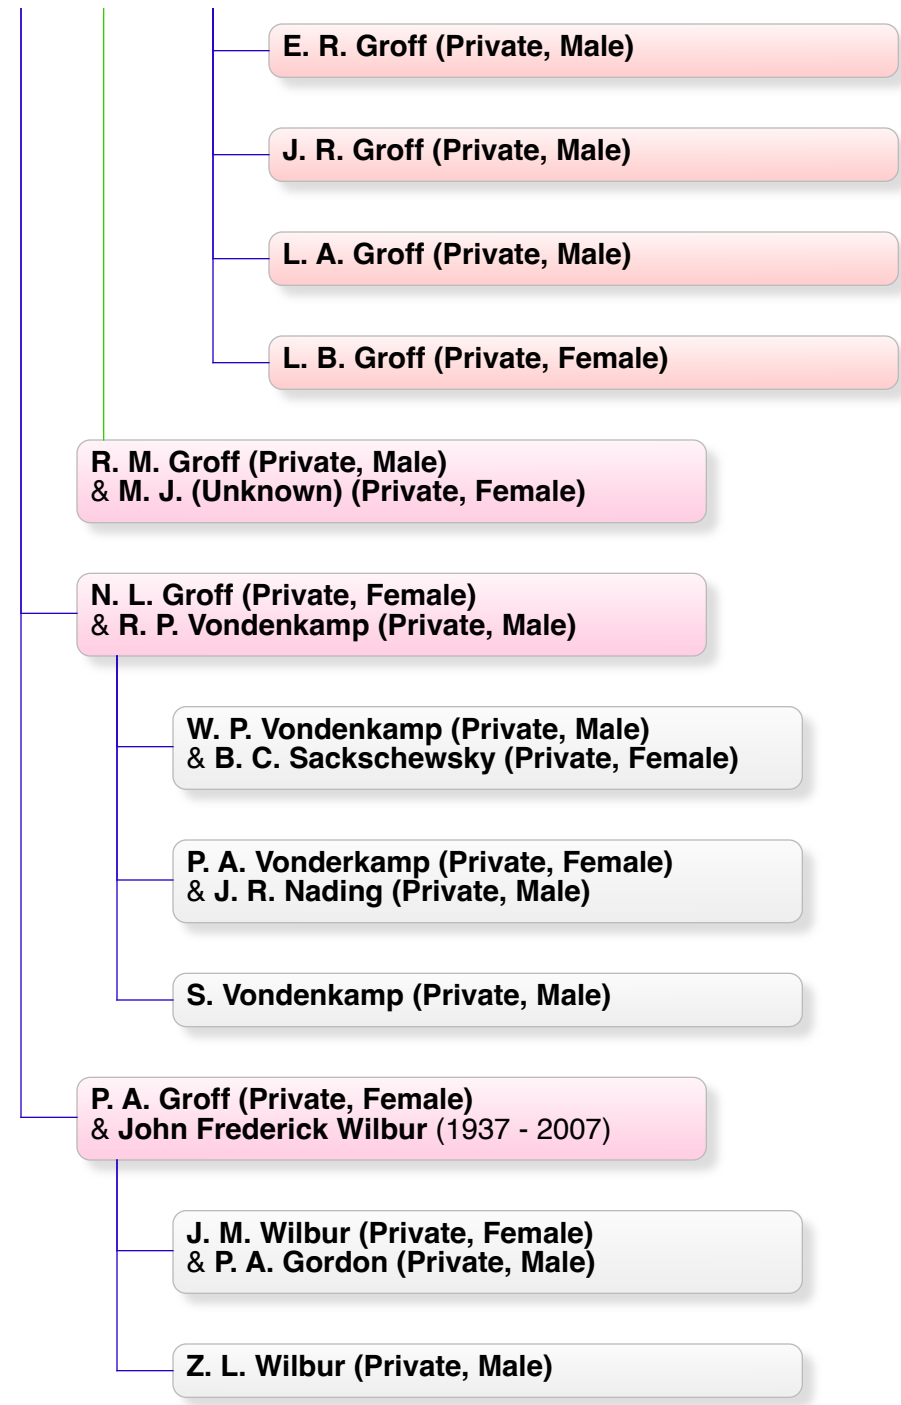 E. R. Groff (Private, Male)
J. R. Groff (Private, Male)
L. A. Groff (Private, Male)
L. B. Groff (Private, Female)
R. M. Groff (Private, Male)
& M. J. (Unknown) (Private, Female)
N. L. Groff (Private, Female)
& R. P. Vondenkamp (Private, Male)
W. P. Vondenkamp (Private, Male)
& B. C. Sackschewsky (Private, Female)
P. A. Vonderkamp (Private, Female)
& J. R. Nading (Private, Male)
S. Vondenkamp (Private, Male)
P. A. Groff (Private, Female)
& John Frederick Wilbur (1937 - 2007)
J. M. Wilbur (Private, Female)
& P. A. Gordon (Private, Male)
Z. L. Wilbur (Private, Male)